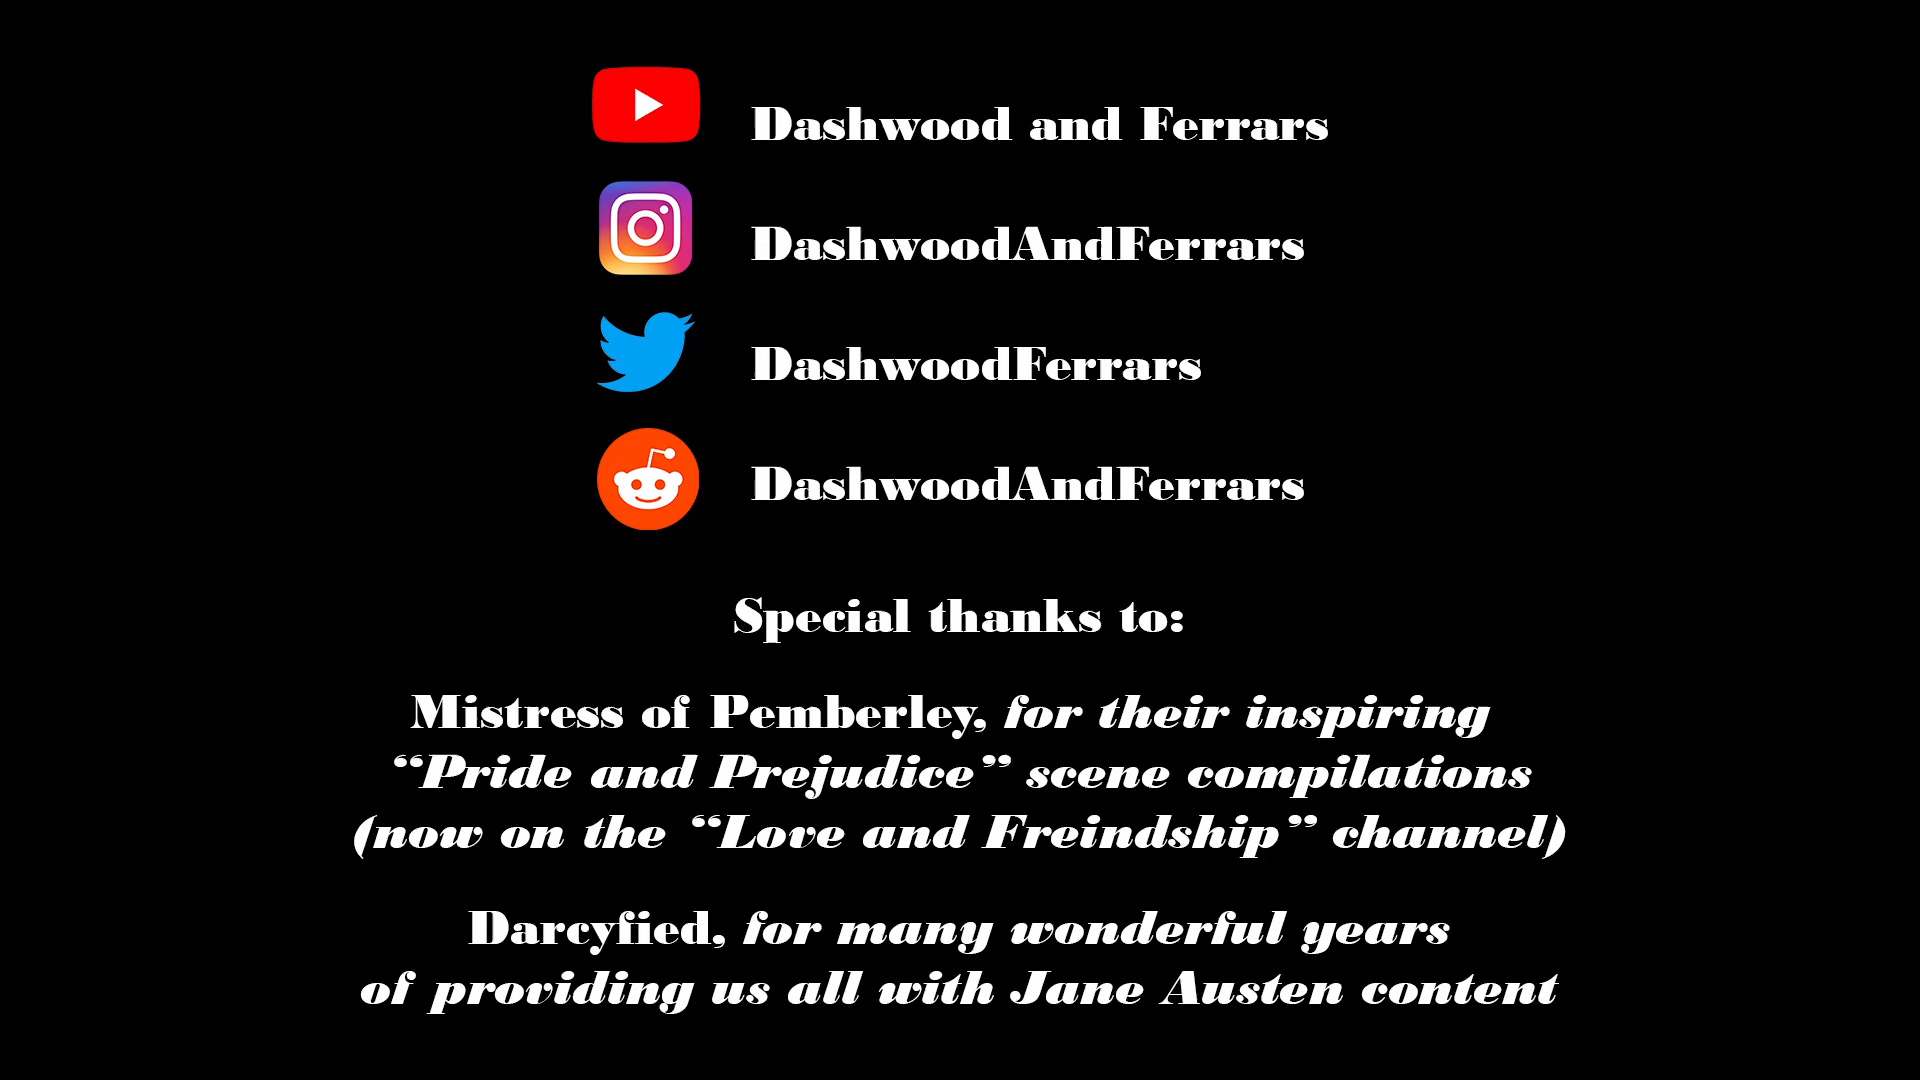 Dashwood and Ferrars
DashwoodAndFerrars
DashwoodFerrars
DashwoodAndFerrars
Special thanks to:
Mistress of Pemberley, for their inspiring
“Pride and Prejudice” scene compilations
(now on the “Love and Freindship” channel)
Darcyfied, for many wonderful years
of providing us all with Jane Austen content